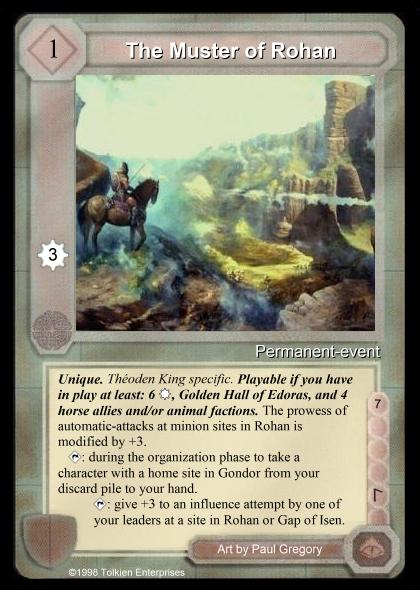 1
The Muster of Rohan
3
Permanent-event
Unique. Théoden King specific. Playable if you have
in play at least: 6 , Golden Hall of Edoras, and 4
horse allies and/or animal factions. The prowess of
automatic-attacks at minion sites in Rohan is
modified by +3.
: during the organization phase to take a
character with a home site in Gondor from your
discard pile to your hand.
: give +3 to an influence attempt by one of
your leaders at a site in Rohan or Gap of Isen.
7
7
Art by Paul Gregory
©1998 Tolkien Enterprises